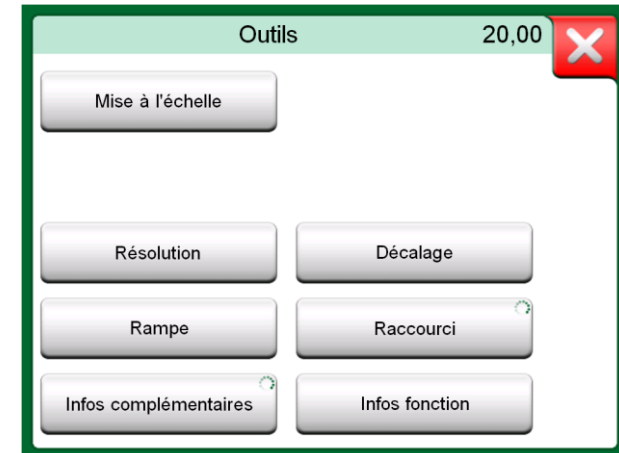 Outils 20,00
Mise à l'échelle
Résolution Décalage
Rampe Raccourci
Infos complémentaires Infos fonction